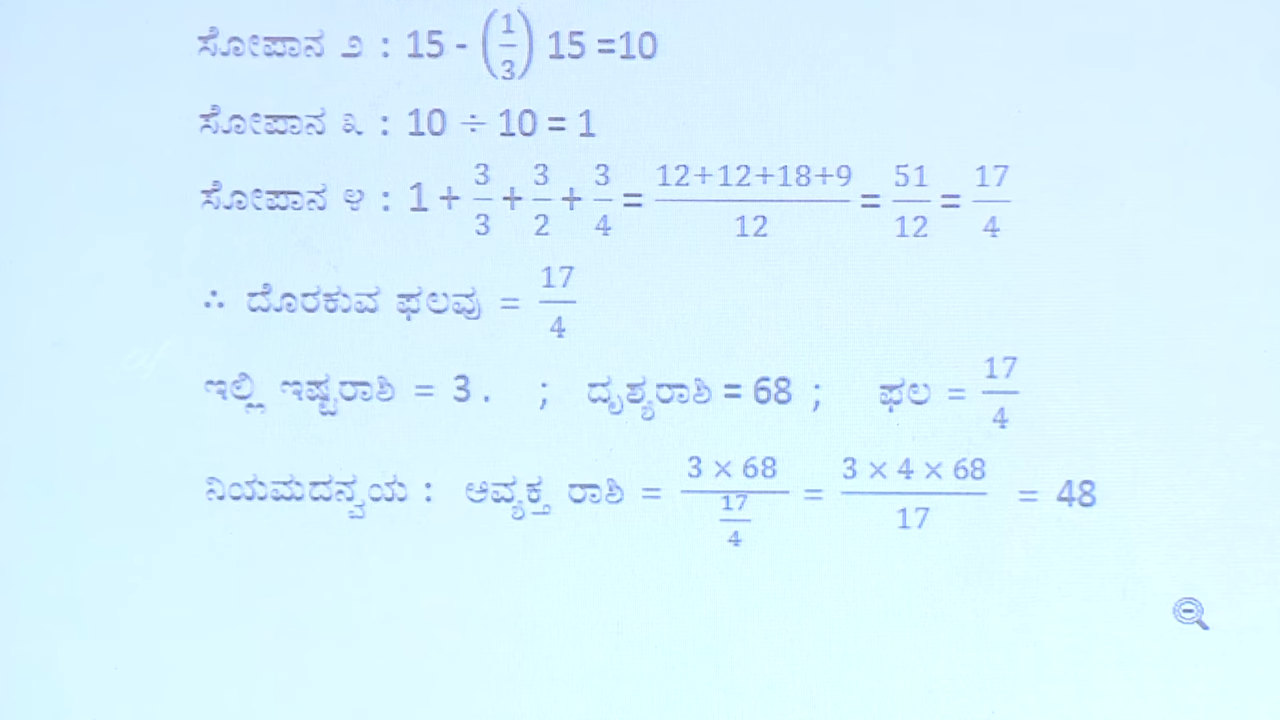 ಸೋಪಾನ ೨ : 15 - (1/3) 15 =10
ಸೋಪಾನ ೩ : 10 ÷ 10 = 1
ಸೋಪಾನ ೪ : 1 + 3/3 + 3/2 + 3/4 = 12+12+18+9/12 = 51/12 = 17/4
∴ ದೊರಕುವ ಫಲವು = 17/4
ಇಲ್ಲಿ ಇಷ್ಟರಾಶಿ = 3 . ; ದೃಶ್ಯರಾಶಿ = 68 ; ಫಲ = 17/4
ನಿಯಮದನ್ವಯ : ಅವ್ಯಕ್ತ ರಾಶಿ = 3 × 68/(17/4) = 3 × 4 × 68/17 = 48